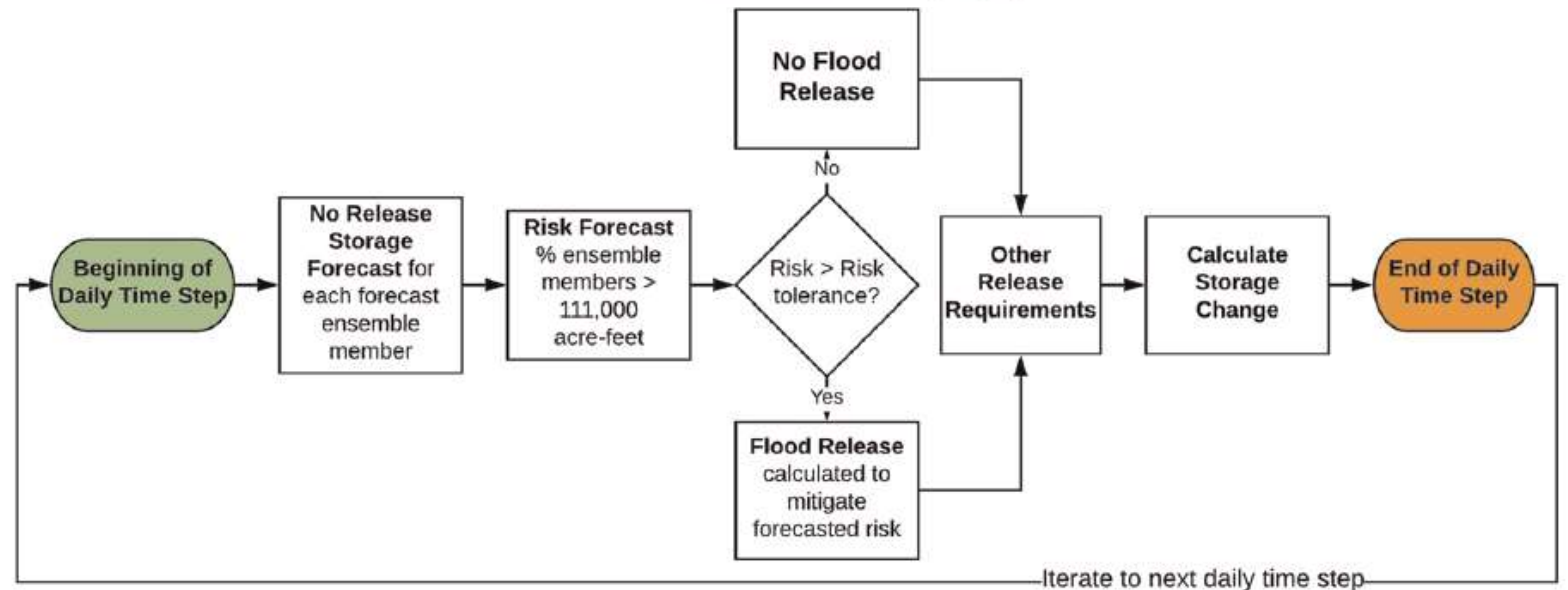 Beginning of
Daily Time Step
No Release
Storage
Forecast for
each forecast
ensemble
member
Risk Forecast
% ensemble
members >
111,000
acre-feet
Risk > Risk
tolerance?
No
No Flood
Release
Yes
Flood Release
calculated to
mitigate
forecasted risk
Other
Release
Requirements
Calculate
Storage
Change
End of Daily
Time Step
Iterate to next daily time step